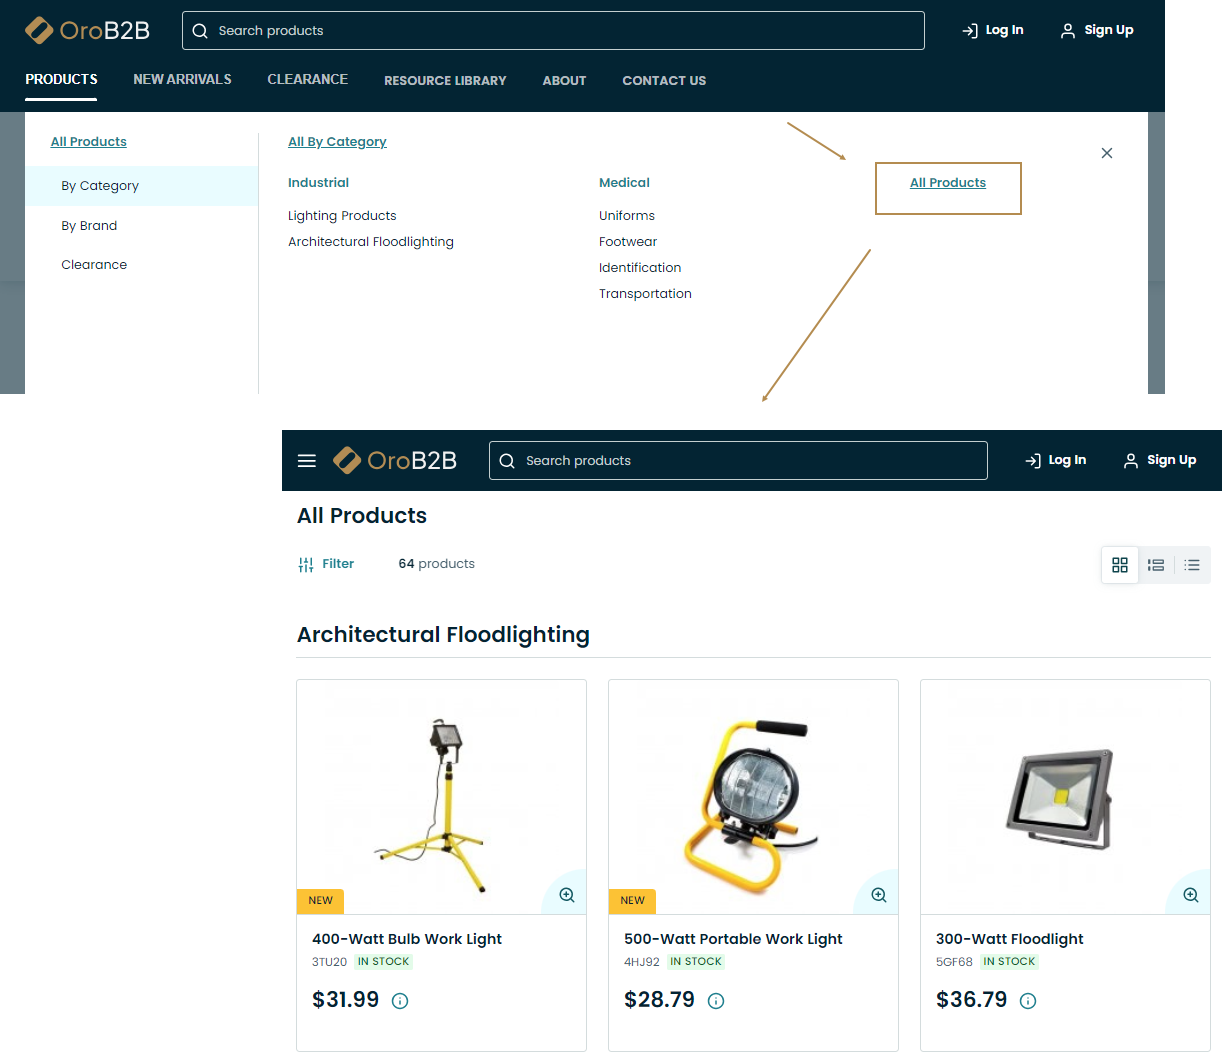 OroB2B
Search products
Log In
Sign Up
PRODUCTS
NEW ARRIVALS
CLEARANCE
RESOURCE LIBRARY
ABOUT
CONTACT US
All Products
By Category
By Brand
Clearance
All By Category
Industrial
Lighting Products
Architectural Floodlighting
Medical
Uniforms
Footwear
Identification
Transportation
All Products
OroB2B
Search products
Log In
Sign Up
All Products
Filter
64 products
Architectural Floodlighting
NEW
400-Watt Bulb Work Light
3TU20 IN STOCK
$31.99
NEW
500-Watt Portable Work Light
4HJ92 IN STOCK
$28.79
300-Watt Floodlight
5GF68 IN STOCK
$36.79